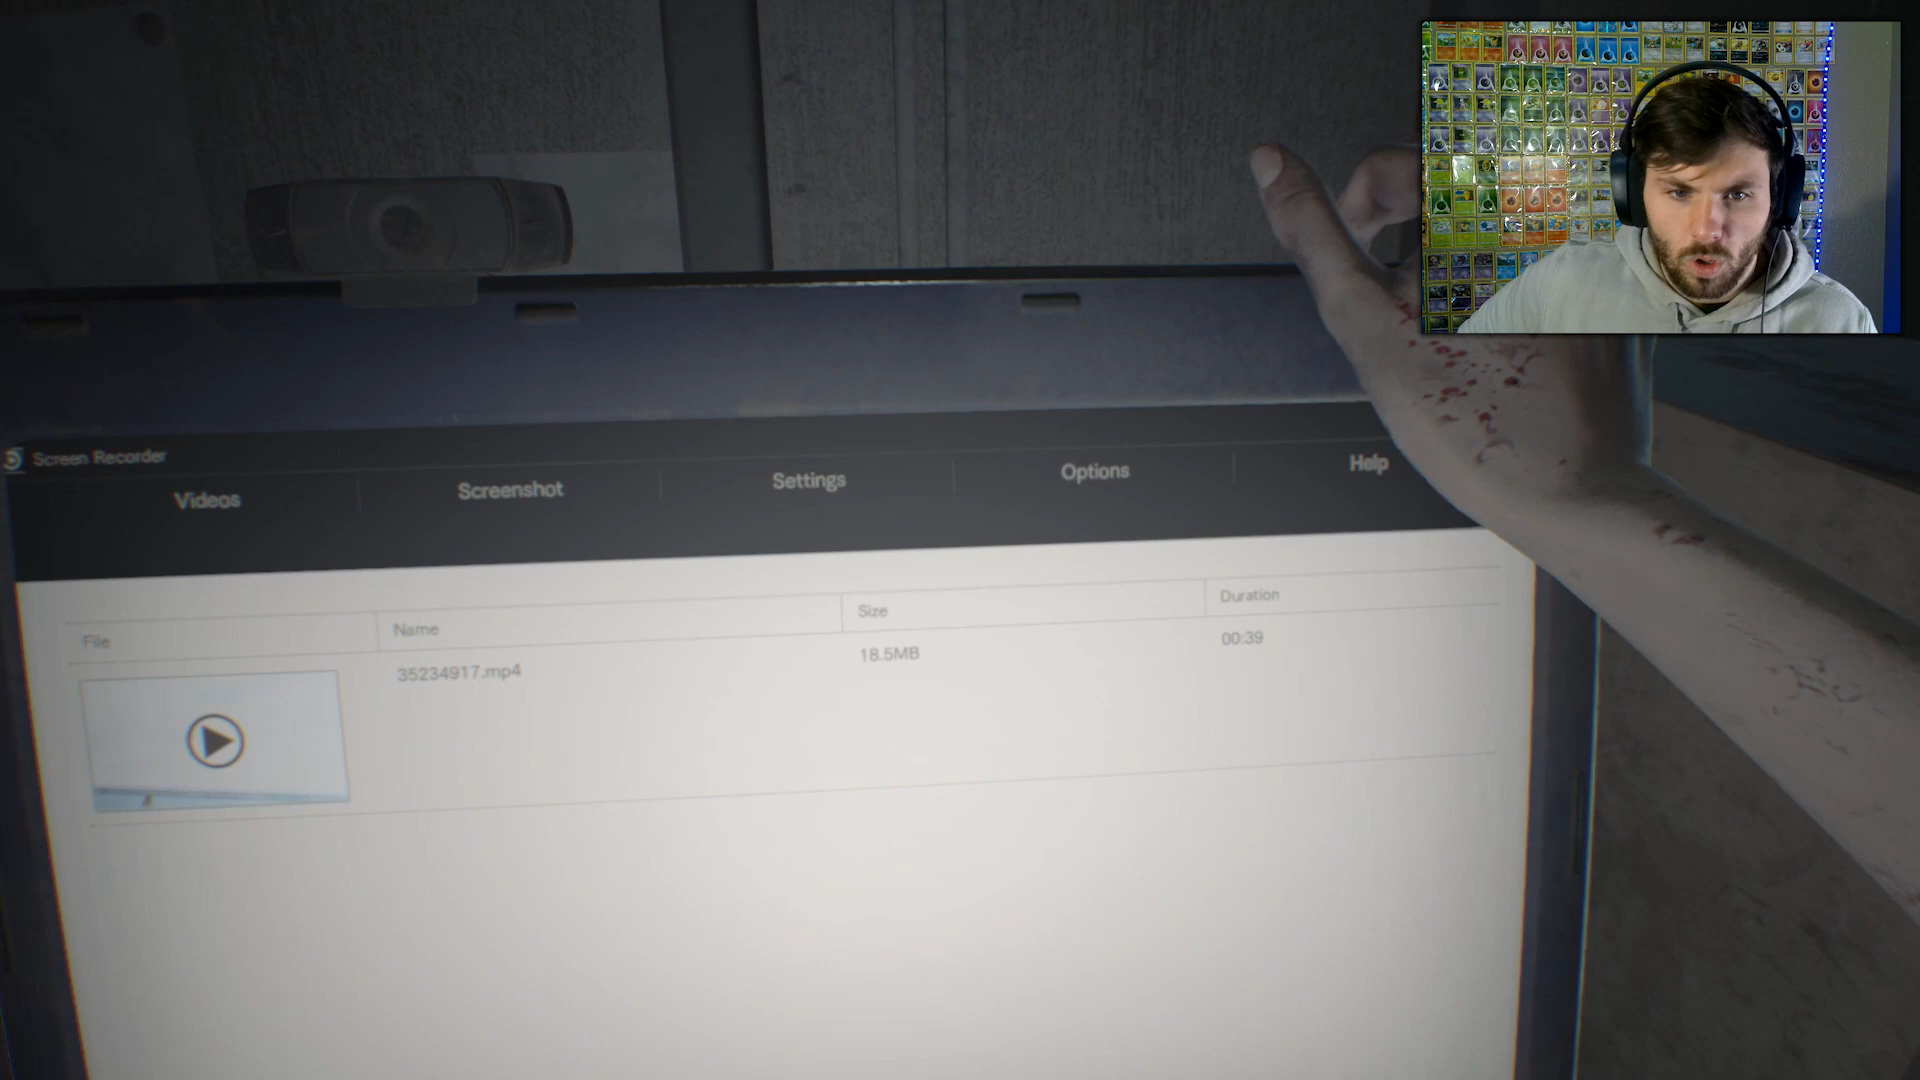 Screen Recorder
Videos Screenshot Settings Options Help
File Name Size Duration
35234917.mp4 18.5MB 00:39